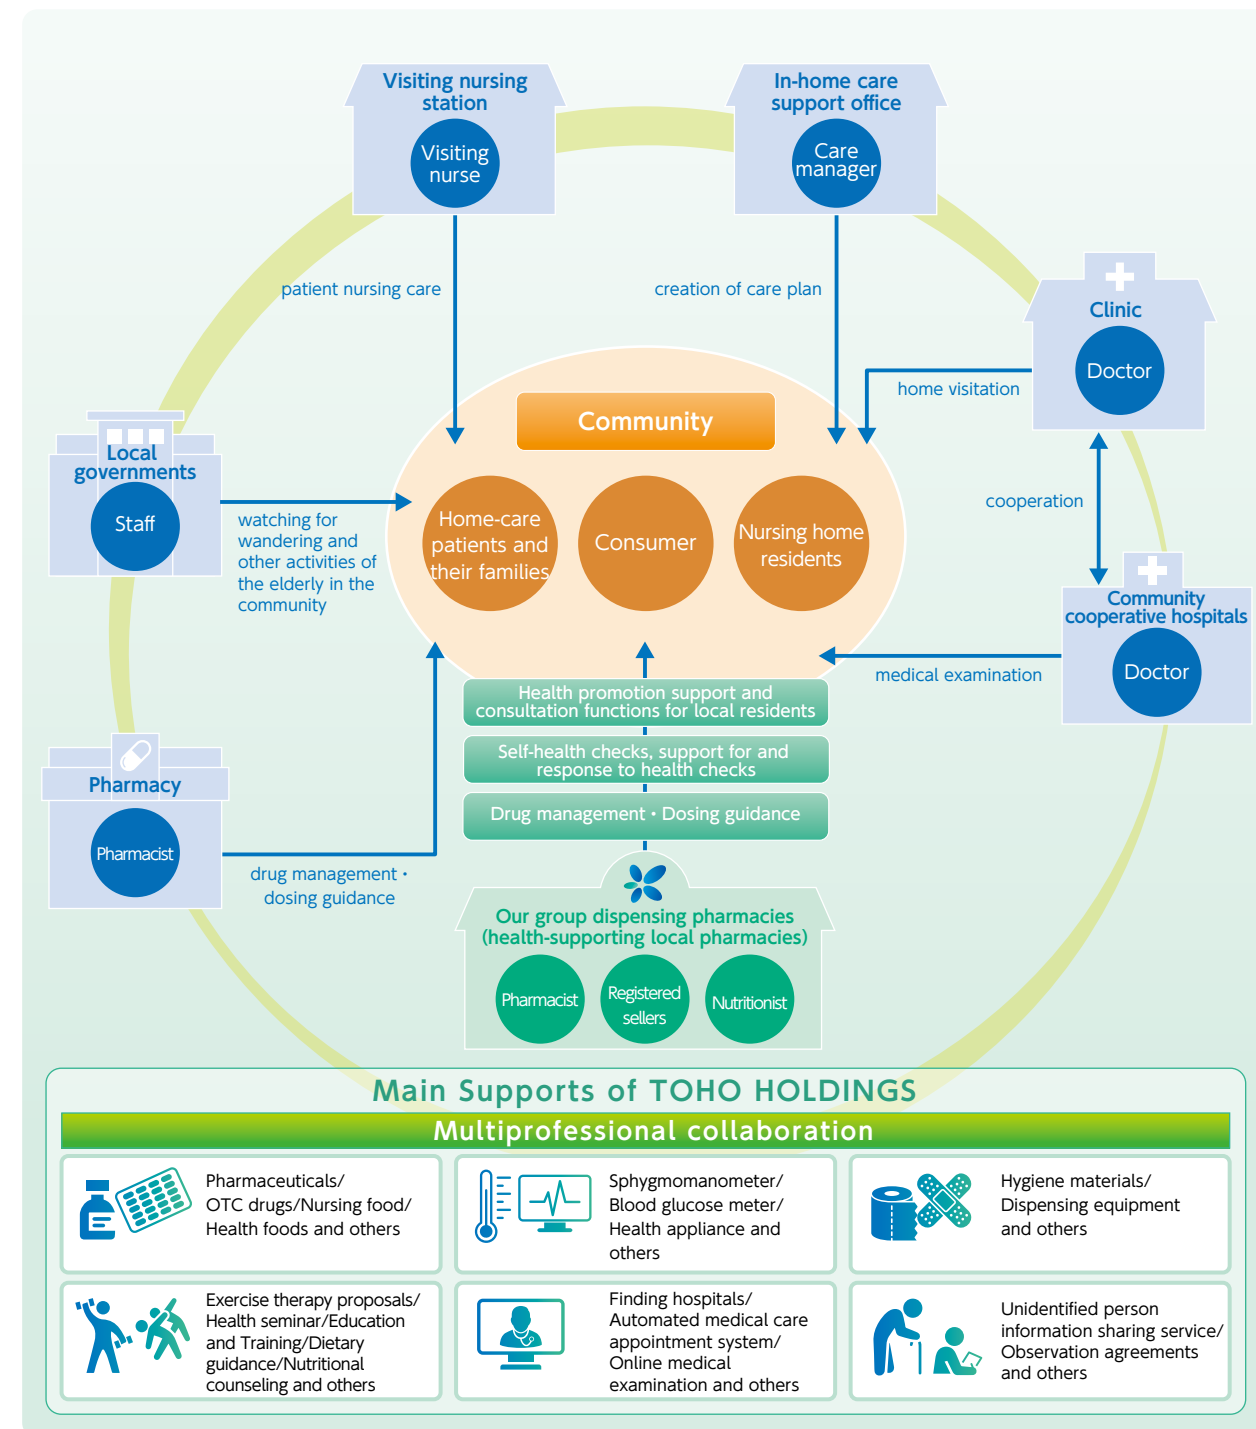 Visiting nursing
station
Visiting
nurse
In-home care
support office
Care
manager
patient nursing care
creation of care plan
Clinic
Doctor
home visitation
Community
Local
governments
Staff
watching for
wandering and
other activities of
the elderly in the
community
Home-care
patients and
their families
Consumer
Nursing home
residents
cooperation
Community
cooperative hospitals
Doctor
medical examination
Health promotion support and
consultation functions for local residents
Self-health checks, support for and
response to health checks
Drug management・Dosing guidance
Pharmacy
Pharmacist
drug management・
dosing guidance
Our group dispensing pharmacies
(health-supporting local pharmacies)
Pharmacist
Registered
sellers
Nutritionist
Main Supports of TOHO HOLDINGS
Multiprofessional collaboration
Pharmaceuticals/
OTC drugs/Nursing food/
Health foods and others
Sphygmomanometer/
Blood glucose meter/
Health appliance and
others
Hygiene materials/
Dispensing equipment
and others
Exercise therapy proposals/
Health seminar/Education
and Training/Dietary
guidance/Nutritional
counseling and others
Finding hospitals/
Automated medical care
appointment system/
Online medical
examination and others
Unidentified person
information sharing service/
Observation agreements
and others